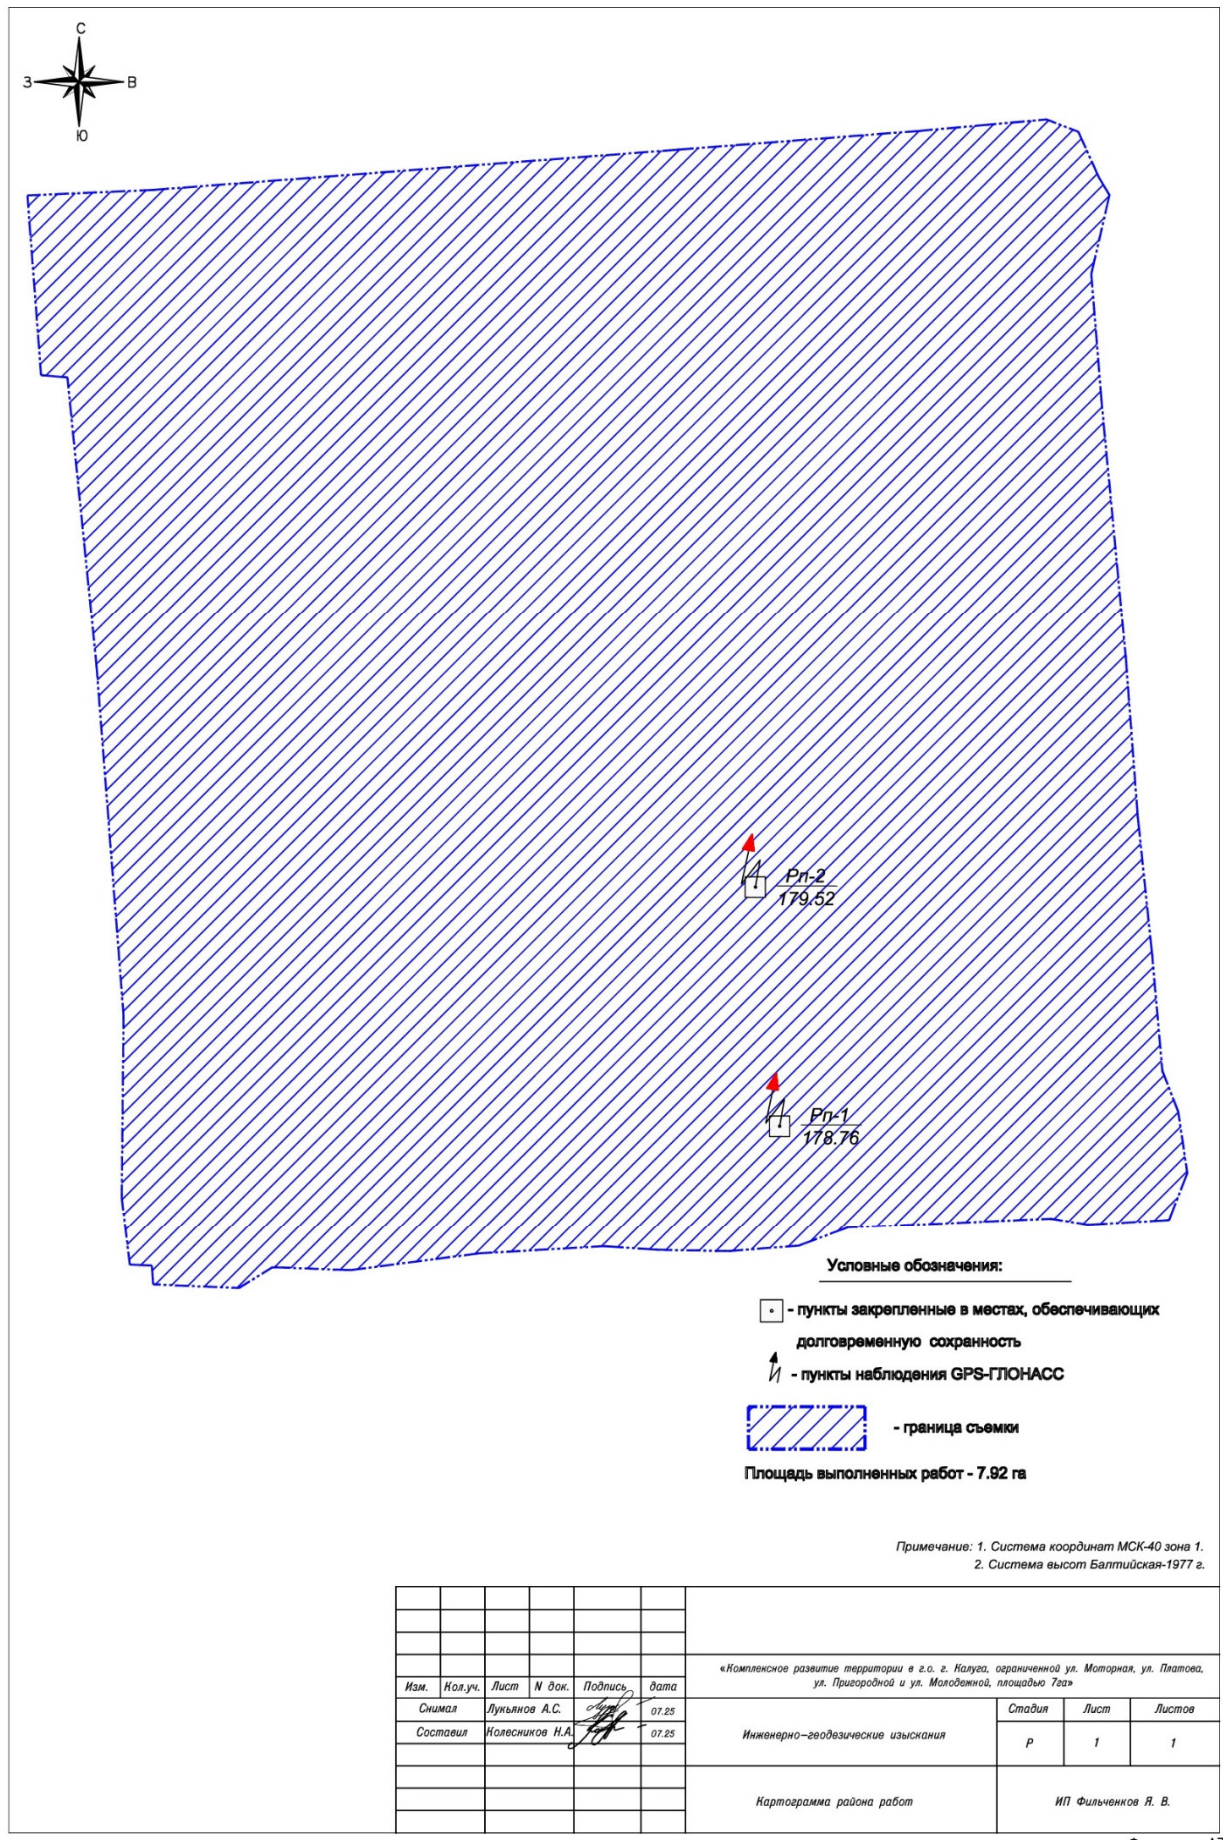 С
З В
Ю
Рп-2
179.52
Рп-1
178.76
Условные обозначения:
- пункты закрепленные в местах, обеспечивающих
долговременную сохранность
- пункты наблюдения GPS-ГЛОНАСС
- граница съемки
Площадь выполненных работ - 7.92 га
Примечание: 1. Система координат МСК-40 зона 1.
2. Система высот Балтийская-1977 г.
«Комплексное развитие территории в г.о. г. Калуга, ограниченной ул. Моторная, ул. Платова,
ул. Пригородной и ул. Молодежной, площадью 7га»
Изм. Кол.уч. Лист N док. Подпись дата
Снимал Лукьянов А.С. 07.25
Составил Колесников Н.А. 07.25
Инженерно-геодезические изыскания
Стадия Лист Листов
Р 1 1
Картограмма района работ
ИП Фильченков Я. В.